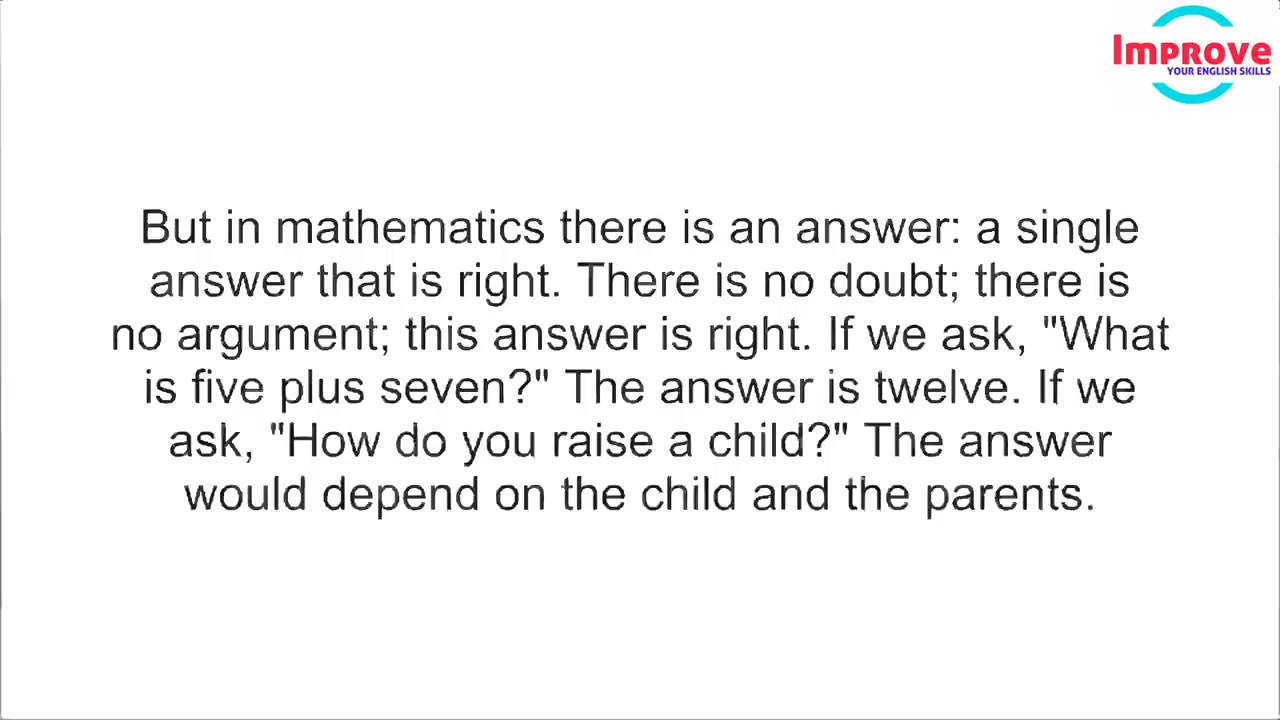 Improve
YOUR ENGLISH SKILLS
But in mathematics there is an answer: a single
answer that is right. There is no doubt; there is
no argument; this answer is right. If we ask, "What
is five plus seven?" The answer is twelve. If we
ask, "How do you raise a child?" The answer
would depend on the child and the parents.